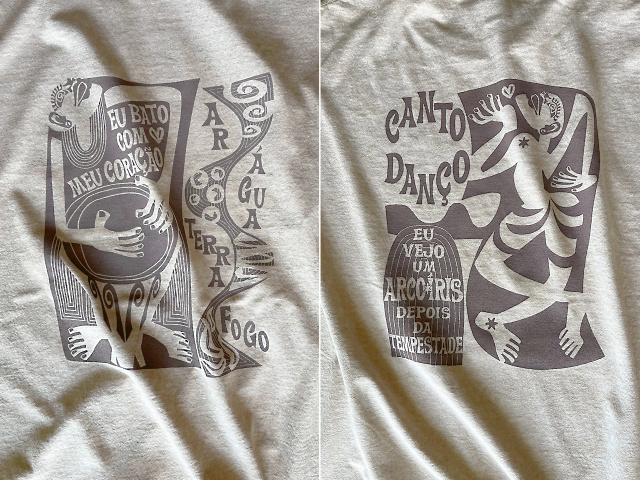 EU BATO
COM
MEU CORAÇÃO
AR
ÁGUA
TERRA
FOGO
CANTO
DANÇO
EU
VEJO
UM
ARCO ÍRIS
DEPOIS
DA
TEMPESTADE